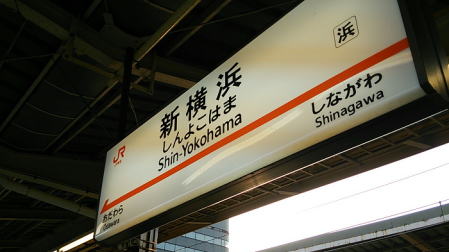 浜
JR
新横浜
しんよこはま
Shin-Yokohama
しながわ
Shinagawa
おだわら
Odawara